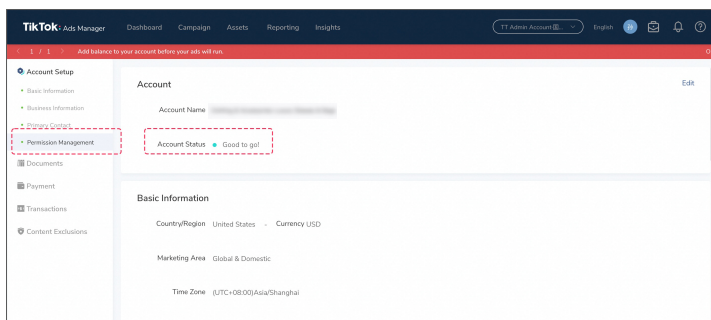 TikTok: Ads Manager Dashboard Campaign Assets Reporting Insights TT Admin Account English
1 / 1 Add balance to your account before your ads will run.
Account Setup
Basic Information
Business Information
Primary Contact
Permission Management
Documents
Payment
Transactions
Content Exclusions
Account Edit
Account Name
Account Status Good to go!
Basic Information
Country/Region United States - Currency USD
Marketing Area Global & Domestic
Time Zone (UTC+08:00)Asia/Shanghai